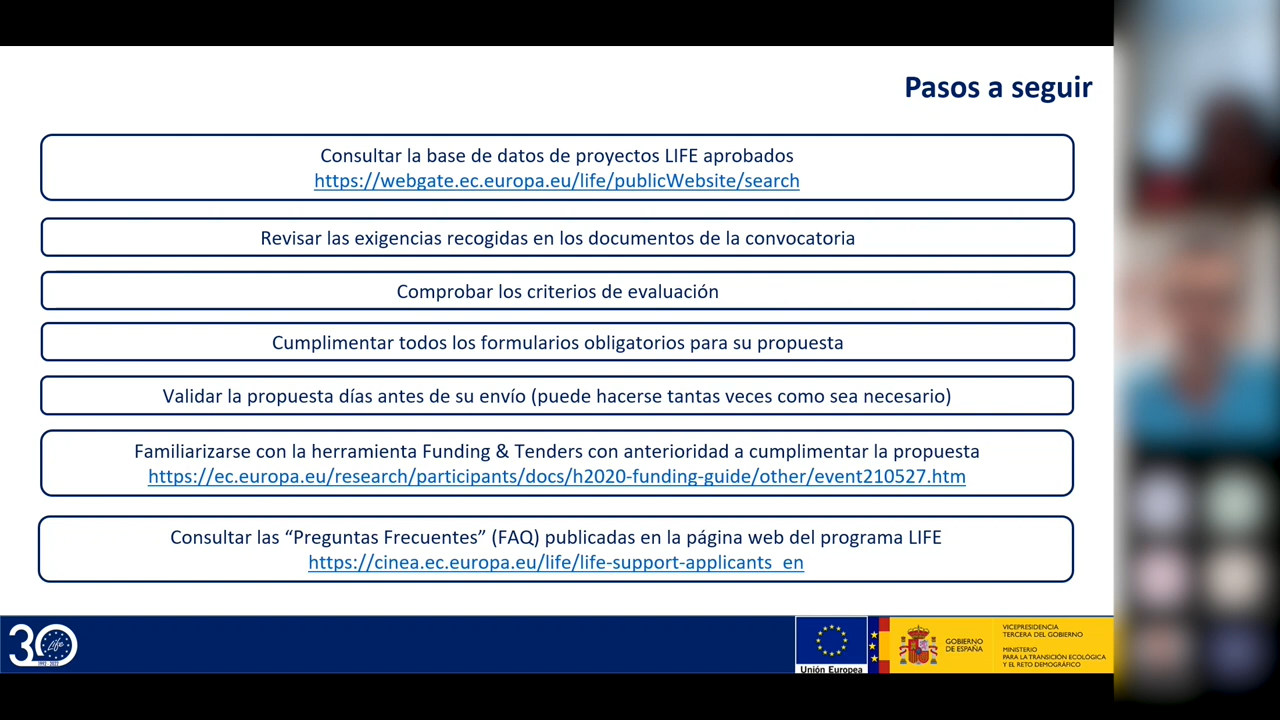 Pasos a seguir
Consultar la base de datos de proyectos LIFE aprobados
https://webgate.ec.europa.eu/life/publicWebsite/search
Revisar las exigencias recogidas en los documentos de la convocatoria
Comprobar los criterios de evaluación
Cumplimentar todos los formularios obligatorios para su propuesta
Validar la propuesta días antes de su envío (puede hacerse tantas veces como sea necesario)
Familiarizarse con la herramienta Funding & Tenders con anterioridad a cumplimentar la propuesta
https://ec.europa.eu/research/participants/docs/h2020-funding-guide/other/event210527.htm
Consultar las “Preguntas Frecuentes” (FAQ) publicadas en la página web del programa LIFE
https://cinea.ec.europa.eu/life/life-support-applicants_en
30
Life
1992-2022
Unión Europea
GOBIERNO
DE ESPAÑA
VICEPRESIDENCIA
TERCERA DEL GOBIERNO
MINISTERIO
PARA LA TRANSICIÓN ECOLÓGICA
Y EL RETO DEMOGRÁFICO